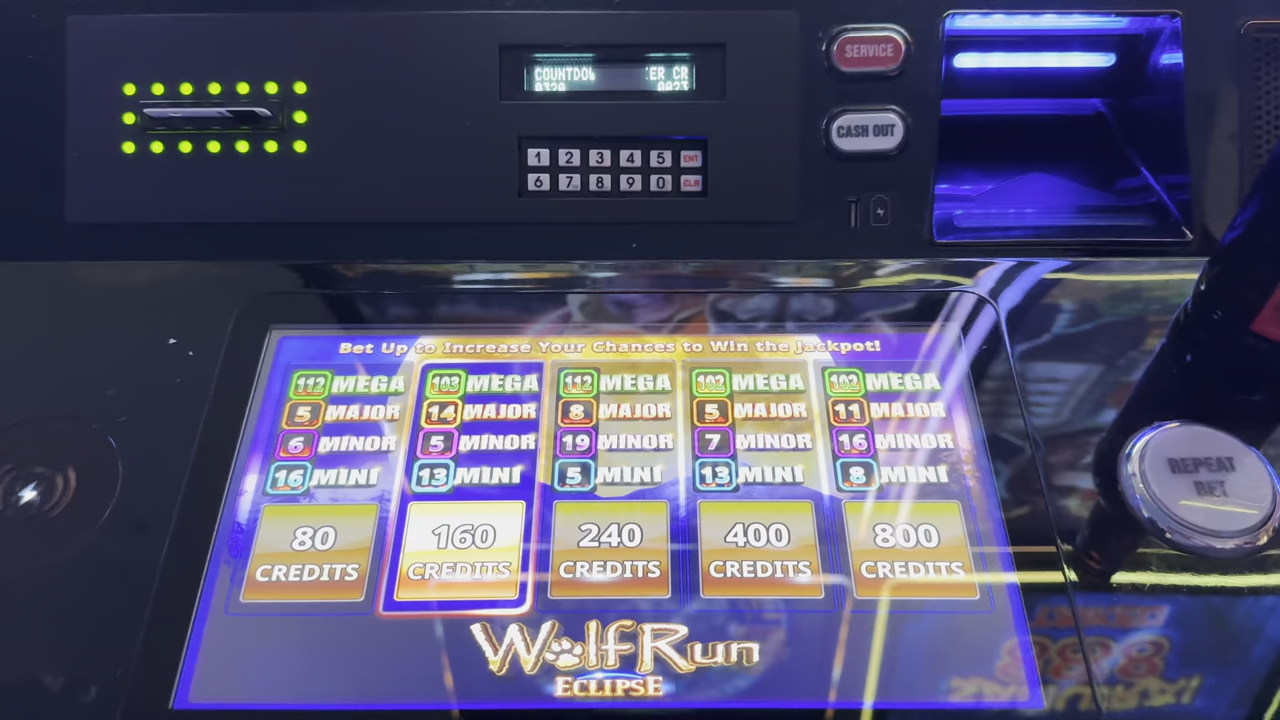 SERVICE
COUNTDOW ER CR
0320 0023
CASH OUT
1 2 3 4 5 ENT
6 7 8 9 0 CLR
Bet Up to Increase Your Chances to Win the Jackpot!
112 MEGA 103 MEGA 112 MEGA 102 MEGA 102 MEGA
5 MAJOR 14 MAJOR 8 MAJOR 5 MAJOR 11 MAJOR
6 MINOR 5 MINOR 19 MINOR 7 MINOR 16 MINOR
16 MINI 13 MINI 5 MINI 13 MINI 8 MINI
80 160 240 400 800
CREDITS CREDITS CREDITS CREDITS CREDITS
REPEAT
BET
Wolf Run
ECLIPSE
888